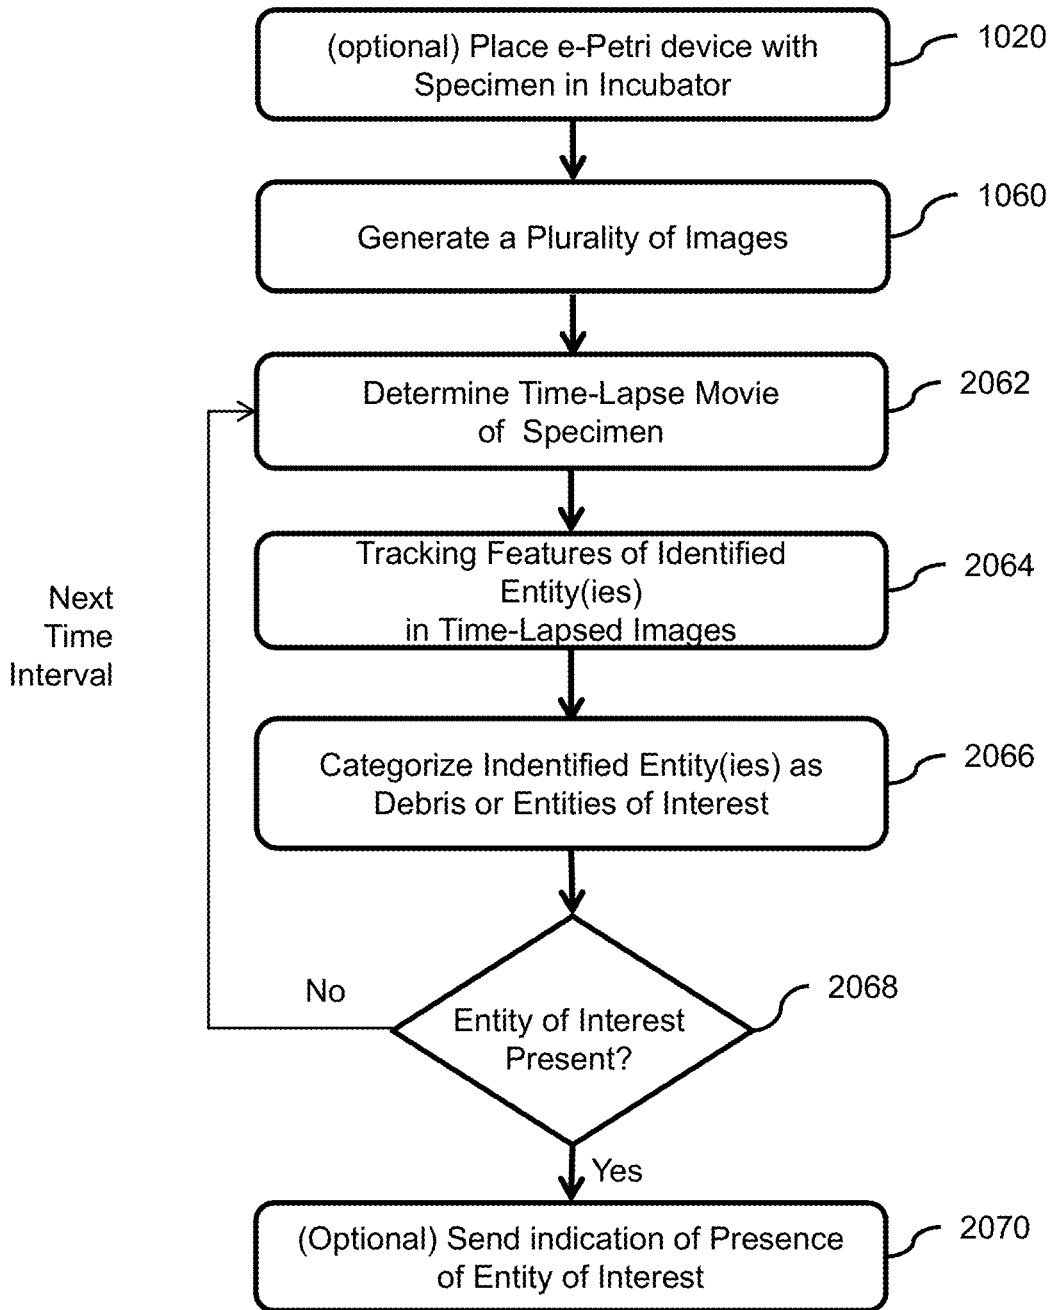 (optional) Place e-Petri device with
Specimen in Incubator
1020
Generate a Plurality of Images
1060
Determine Time-Lapse Movie
of Specimen
2062
Tracking Features of Identified
Entity(ies)
in Time-Lapsed Images
2064
Next
Time
Interval
Categorize Indentified Entity(ies) as
Debris or Entities of Interest
2066
No
Entity of Interest
Present?
2068
Yes
(Optional) Send indication of Presence
of Entity of Interest
2070